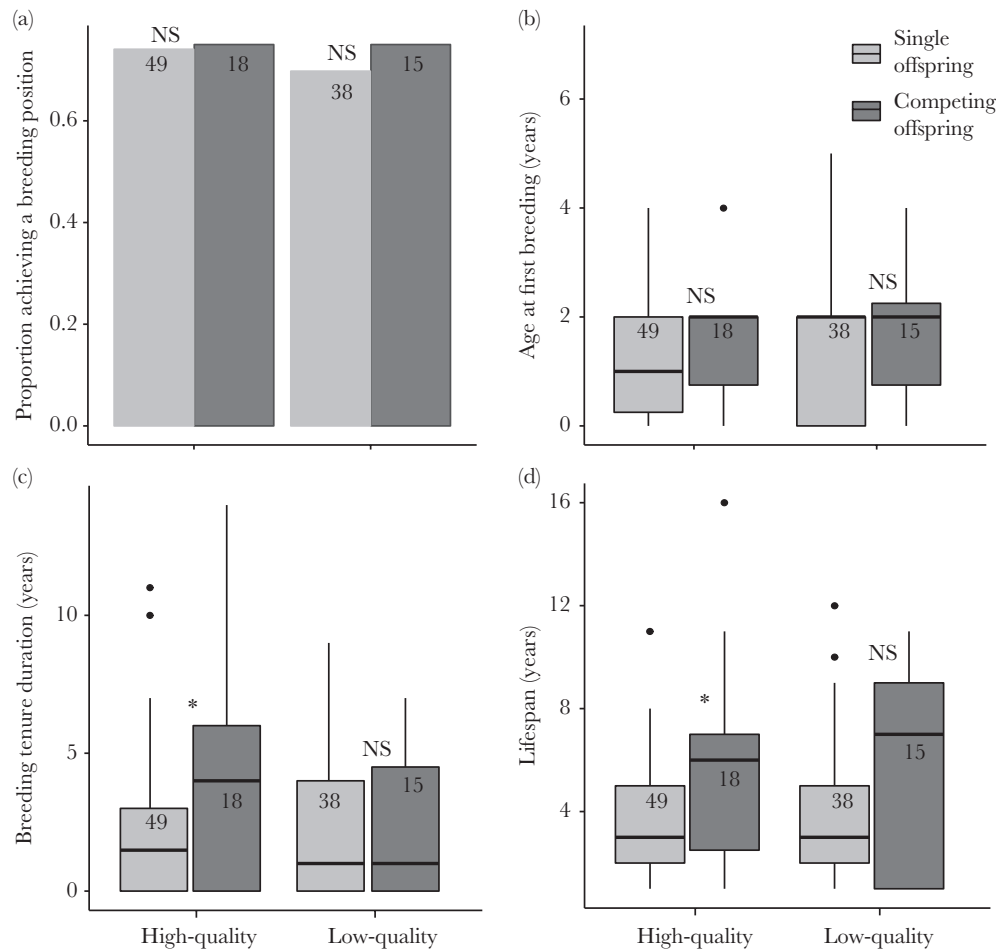 (a)
Proportion achieving a breeding position
0.6
0.4
0.2
0.0
NS
49
18
NS
38
15
(b)
Age at first breeding (years)
6
4
2
0
Single
offspring
Competing
offspring
NS
49
18
NS
38
15
(c)
Breeding tenure duration (years)
10
5
0
*
49
18
NS
38
15
High-quality
Low-quality
(d)
Lifespan (years)
16
12
8
4
*
49
18
NS
38
15
High-quality
Low-quality